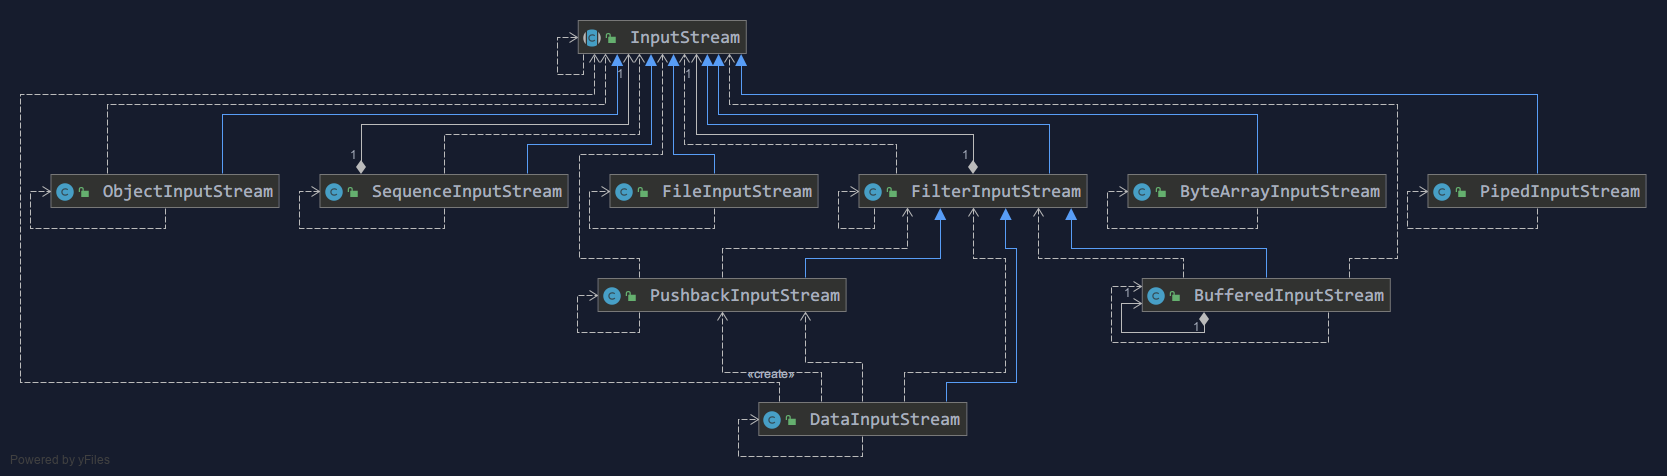 InputStream
1
1
1
1
ObjectInputStream
SequenceInputStream
FileInputStream
FilterInputStream
ByteArrayInputStream
PipedInputStream
PushbackInputStream
1
BufferedInputStream
1
«create»
DataInputStream
Powered by yFiles